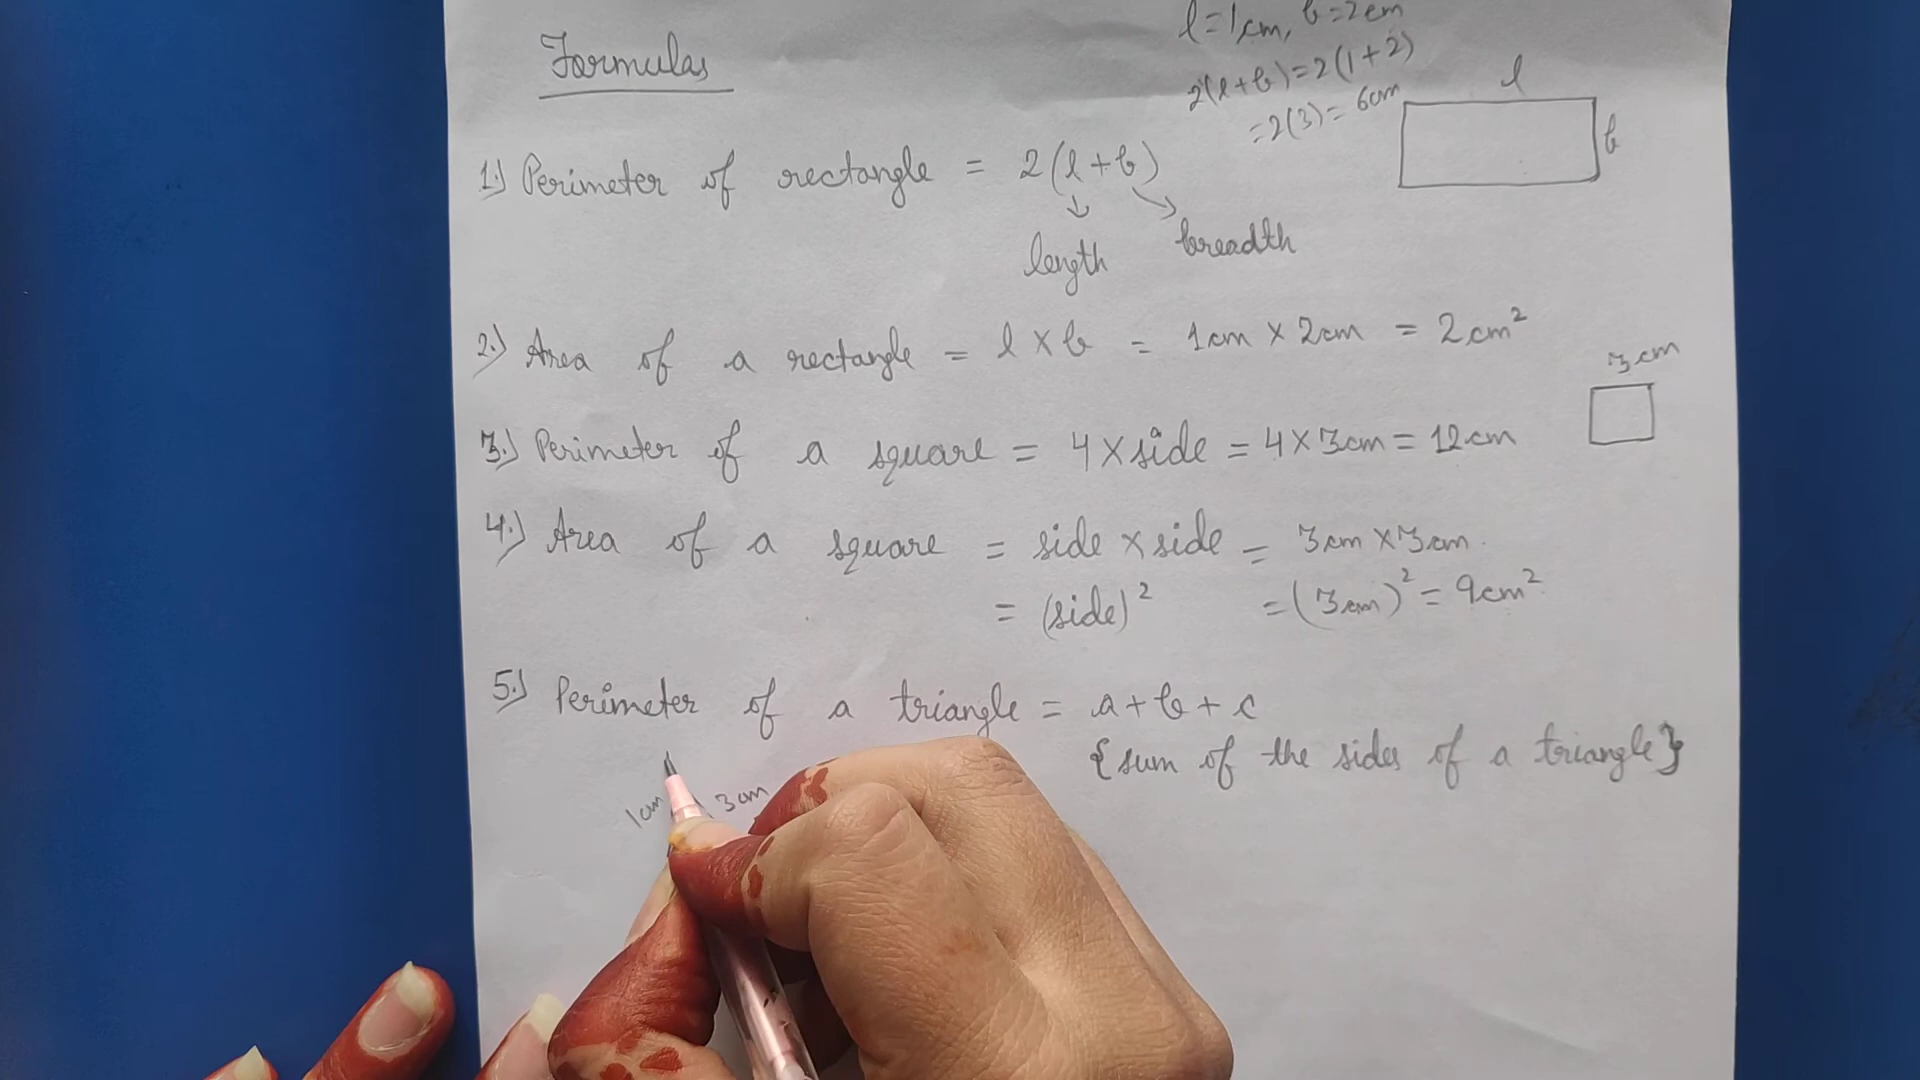 l=1cm, b=2cm
Formulas
2(l+b)=2(1+2)
=2(3)=6cm
l
b
1.) Perimeter of rectangle = 2(l+b)
length
breadth
2.) Area of a rectangle = l×b = 1cm × 2cm = 2cm²
3cm
3.) Perimeter of a square = 4×side = 4×3cm = 12cm
4.) Area of a square = side×side = 3cm×3cm
= (side)² = (3cm)² = 9cm²
5.) Perimeter of a triangle = a+b+c
{sum of the sides of a triangle}
1cm
3cm